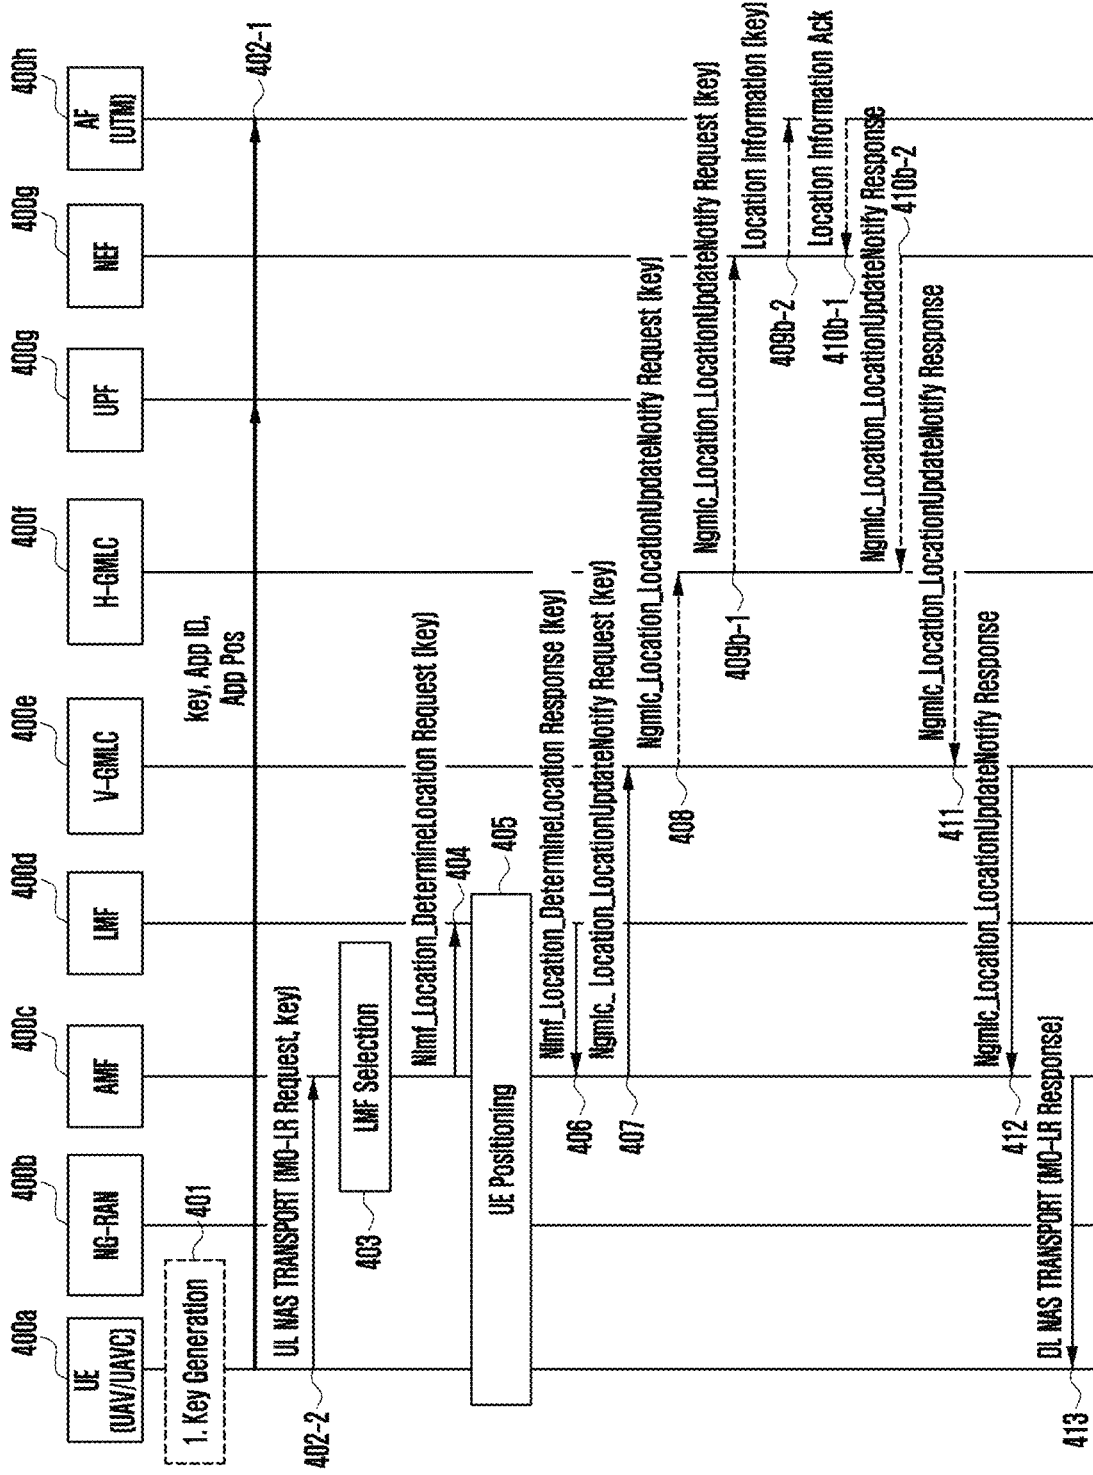 400a
400b
400c
400d
400e
400f
400g
400g
400h
UE
(UAV/UAVC)
NG-RAN
AMF
LMF
V-GMLC
H-GMLC
UPF
NEF
AF
(UTM)
1. Key Generation
401
key, App ID,
App Pos
402-1
UL NAS TRANSPORT (MO-LR Request, key)
402-2
LMF Selection
403
Nlmf_Location_DetermineLocation Request (key)
404
UE Positioning
405
Nlmf_Location_DetermineLocation Response (key)
406
Ngmlc_ Location_LocationUpdateNotify Request (key)
407
Ngmlc_Location_LocationUpdateNotify Request (key)
408
Ngmlc_Location_LocationUpdateNotify Request (key)
409b-1
Location Information (key)
409b-2
Location Information Ack
410b-1
Ngmlc_Location_LocationUpdateNotify Response
410b-2
Ngmlc_Location_LocationUpdateNotify Response
411
Ngmlc_Location_LocationUpdateNotify Response
412
DL NAS TRANSPORT (MO-LR Response)
413